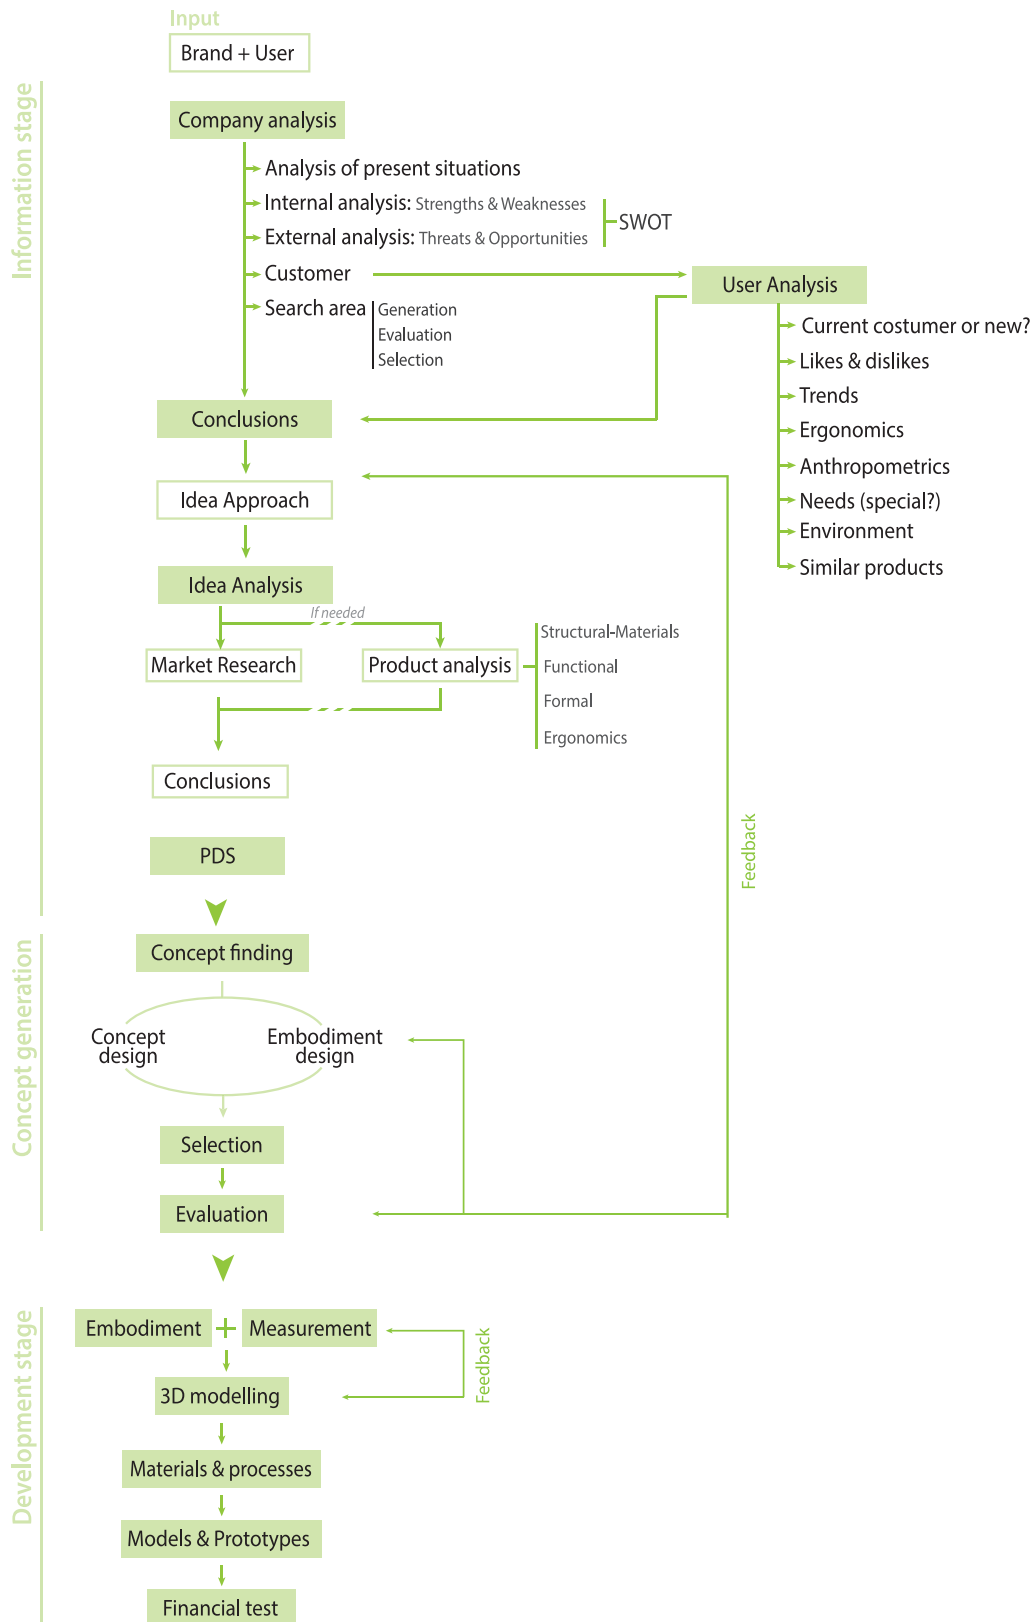 Input
Brand + User
Information stage
Company analysis
Analysis of present situations
Internal analysis: Strengths & Weaknesses
External analysis: Threats & Opportunities
SWOT
Customer
Search area
Generation
Evaluation
Selection
User Analysis
Current costumer or new?
Likes & dislikes
Trends
Ergonomics
Anthropometrics
Needs (special?)
Environment
Similar products
Conclusions
Idea Approach
Idea Analysis
If needed
Market Research
Product analysis
Structural-Materials
Functional
Formal
Ergonomics
Conclusions
PDS
Feedback
Concept generation
Concept finding
Concept
design
Embodiment
design
Selection
Evaluation
Development stage
Embodiment + Measurement
Feedback
3D modelling
Materials & processes
Models & Prototypes
Financial test